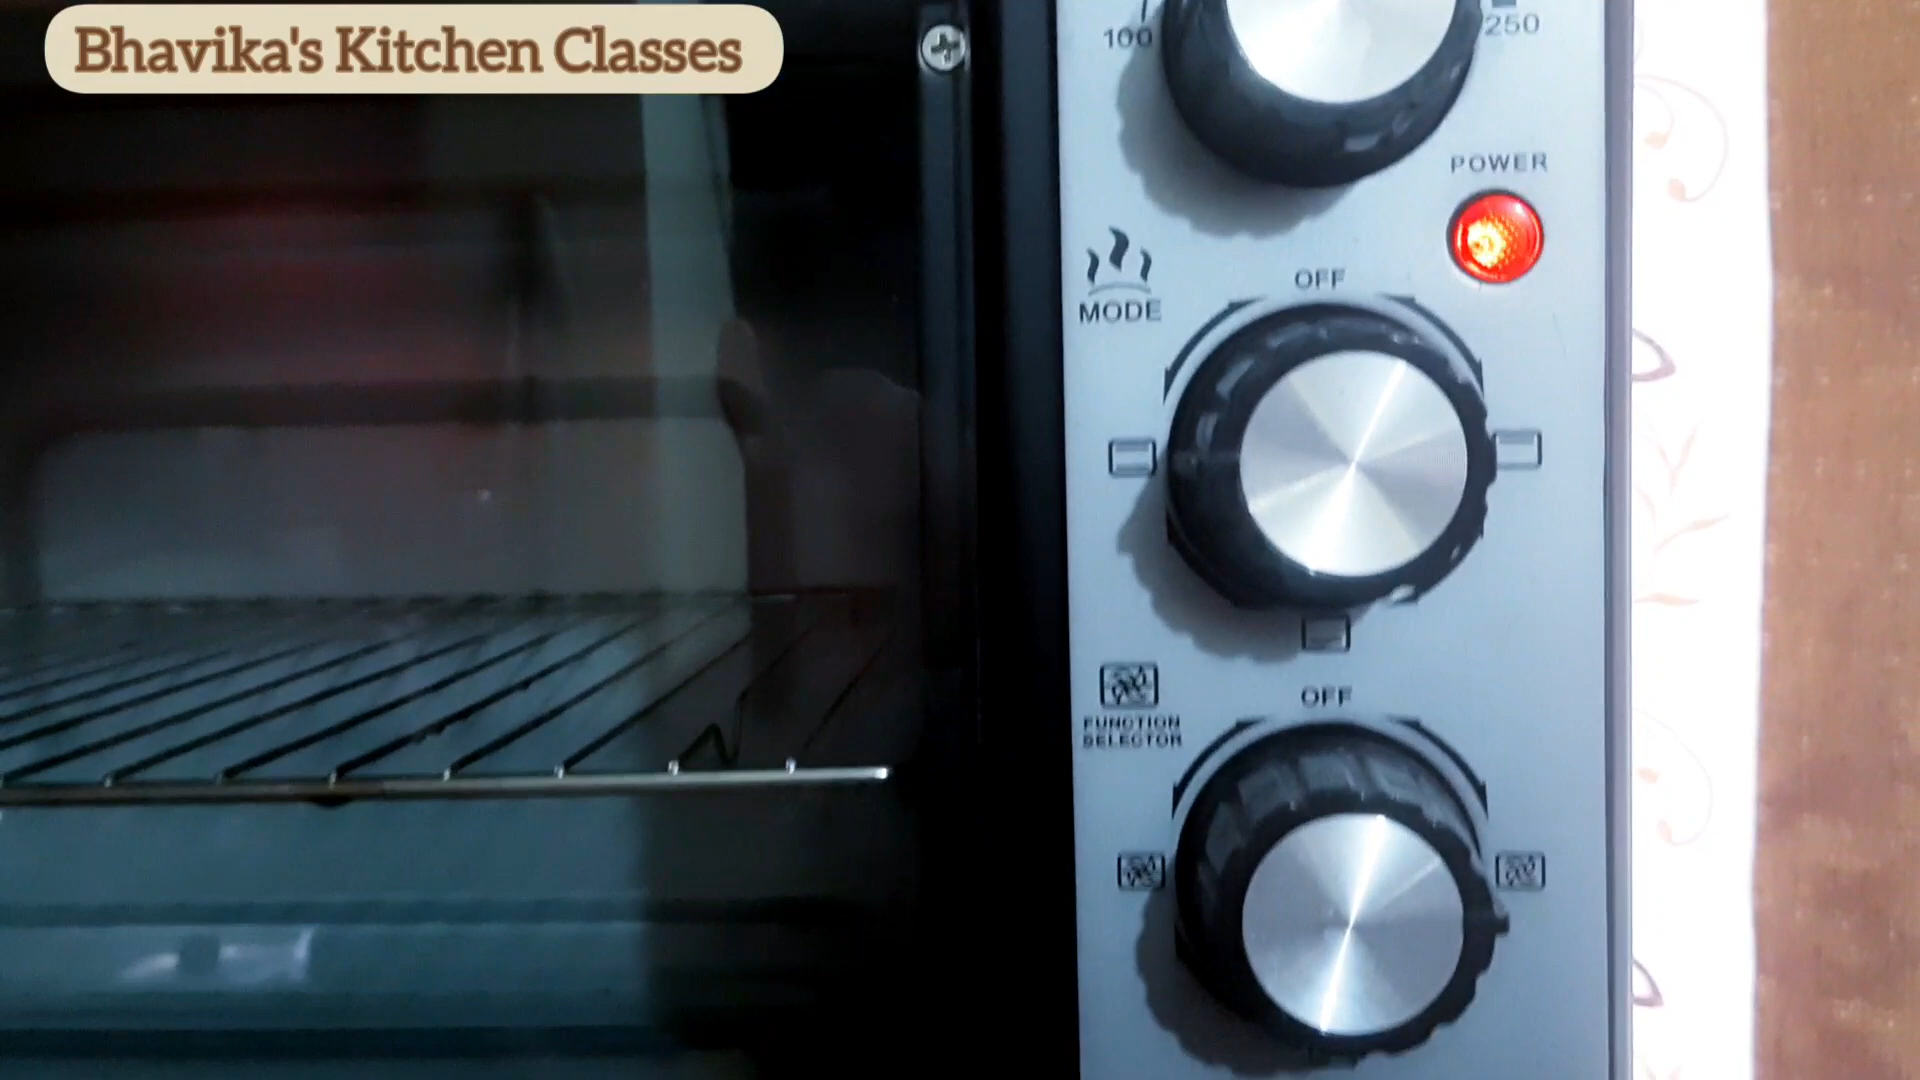 Bhavika's Kitchen Classes
100
250
POWER
OFF
MODE
OFF
FUNCTION
SELECTOR